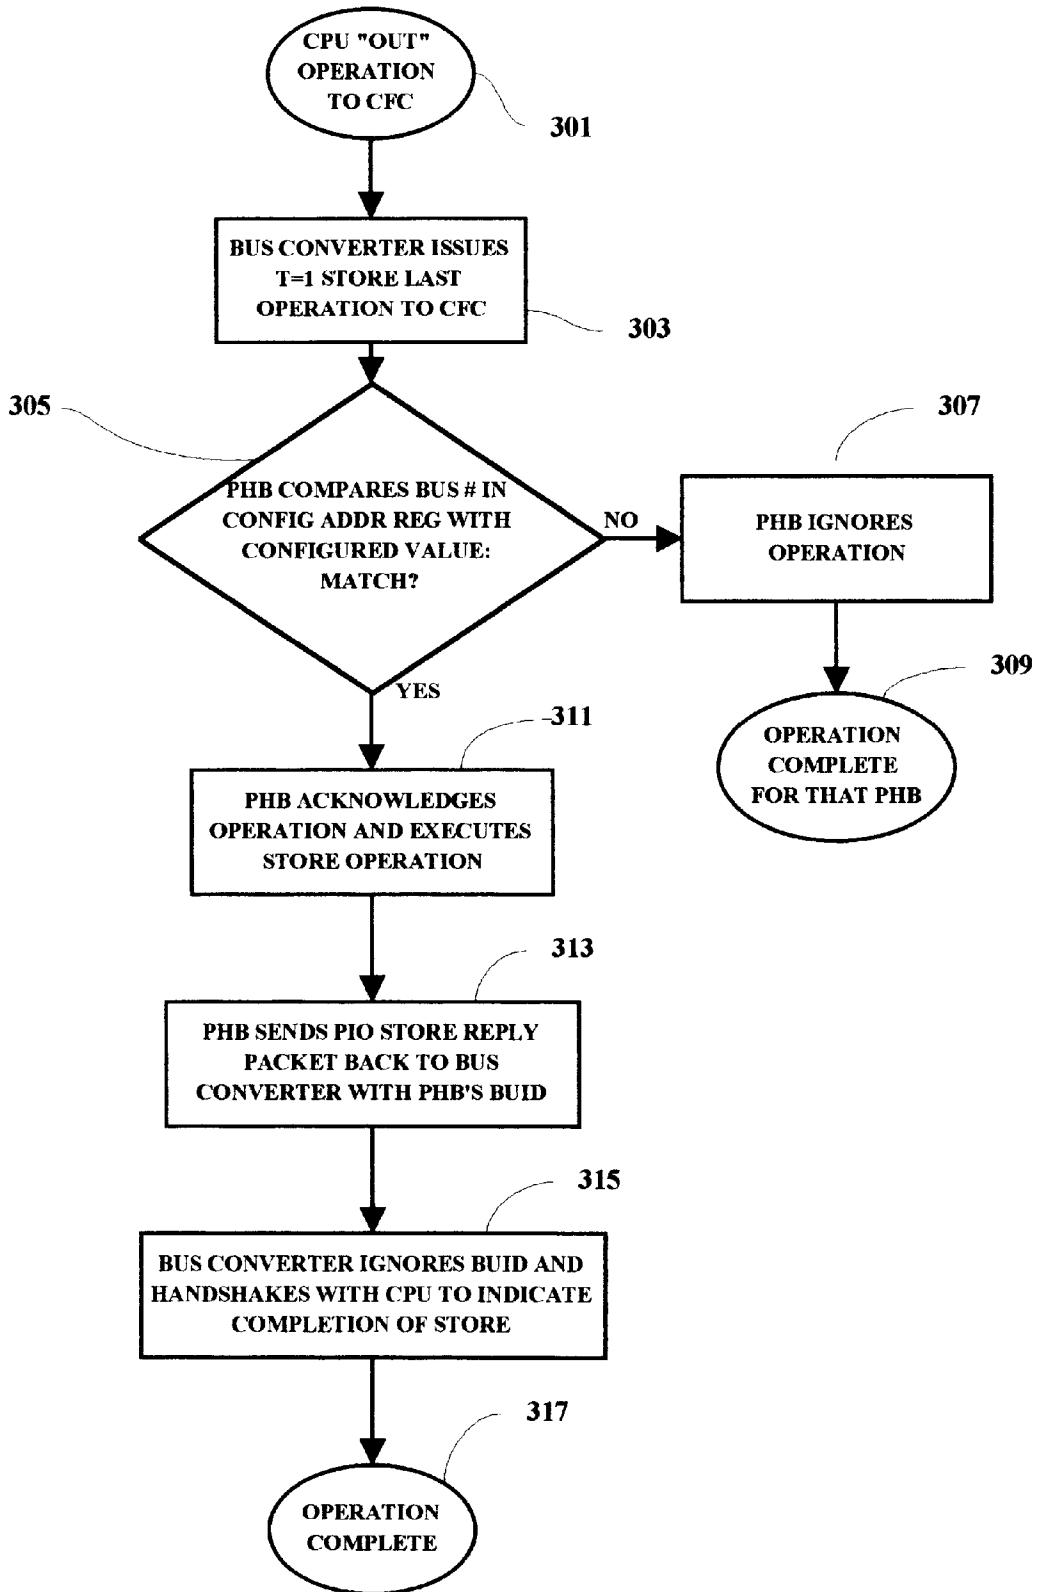 CPU "OUT"
OPERATION
TO CFC
301
BUS CONVERTER ISSUES
T=1 STORE LAST
OPERATION TO CFC
303
305
PHB COMPARES BUS # IN
CONFIG ADDR REG WITH
CONFIGURED VALUE:
MATCH?
NO
307
PHB IGNORES
OPERATION
309
OPERATION
COMPLETE
FOR THAT PHB
YES
311
PHB ACKNOWLEDGES
OPERATION AND EXECUTES
STORE OPERATION
313
PHB SENDS PIO STORE REPLY
PACKET BACK TO BUS
CONVERTER WITH PHB'S BUID
315
BUS CONVERTER IGNORES BUID AND
HANDSHAKES WITH CPU TO INDICATE
COMPLETION OF STORE
317
OPERATION
COMPLETE